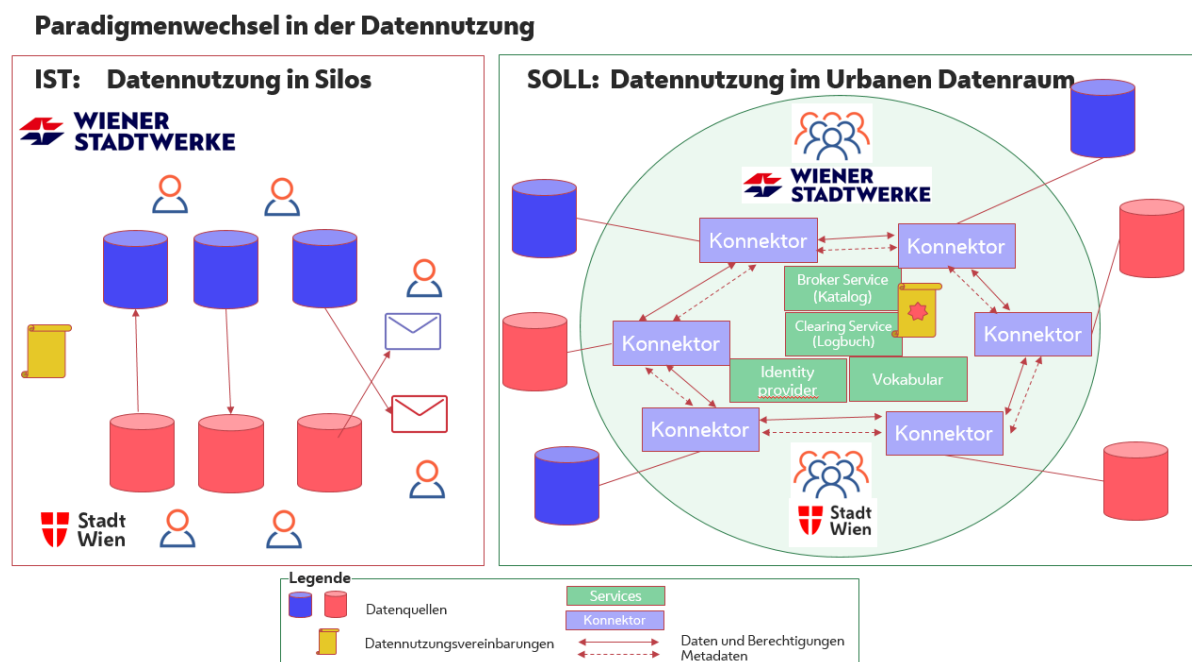 Paradigmenwechsel in der Datennutzung
IST: Datennutzung in Silos
WIENER
STADTWERKE
Stadt
Wien
SOLL: Datennutzung im Urbanen Datenraum
WIENER
STADTWERKE
Konnektor
Konnektor
Broker Service
(Katalog)
Clearing Service
(Logbuch)
Konnektor
Konnektor
Identity
provider
Vokabular
Konnektor
Konnektor
Stadt
Wien
Legende
Datenquellen
Datennutzungsvereinbarungen
Services
Konnektor
Daten und Berechtigungen
Metadaten